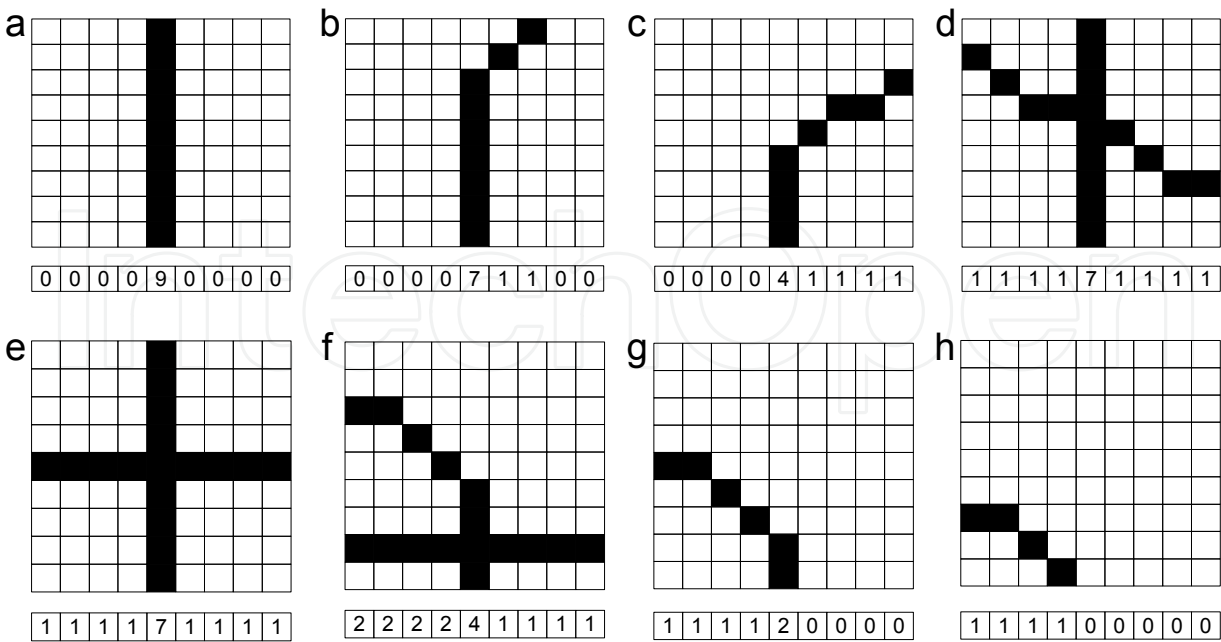 a b c d
0 0 0 0 9 0 0 0 0
0 0 0 0 7 1 1 0 0
0 0 0 0 4 1 1 1 1
1 1 1 1 7 1 1 1 1
IntechOpen
e f g h
1 1 1 1 7 1 1 1 1
2 2 2 2 4 1 1 1 1
1 1 1 1 2 0 0 0 0
1 1 1 1 0 0 0 0 0